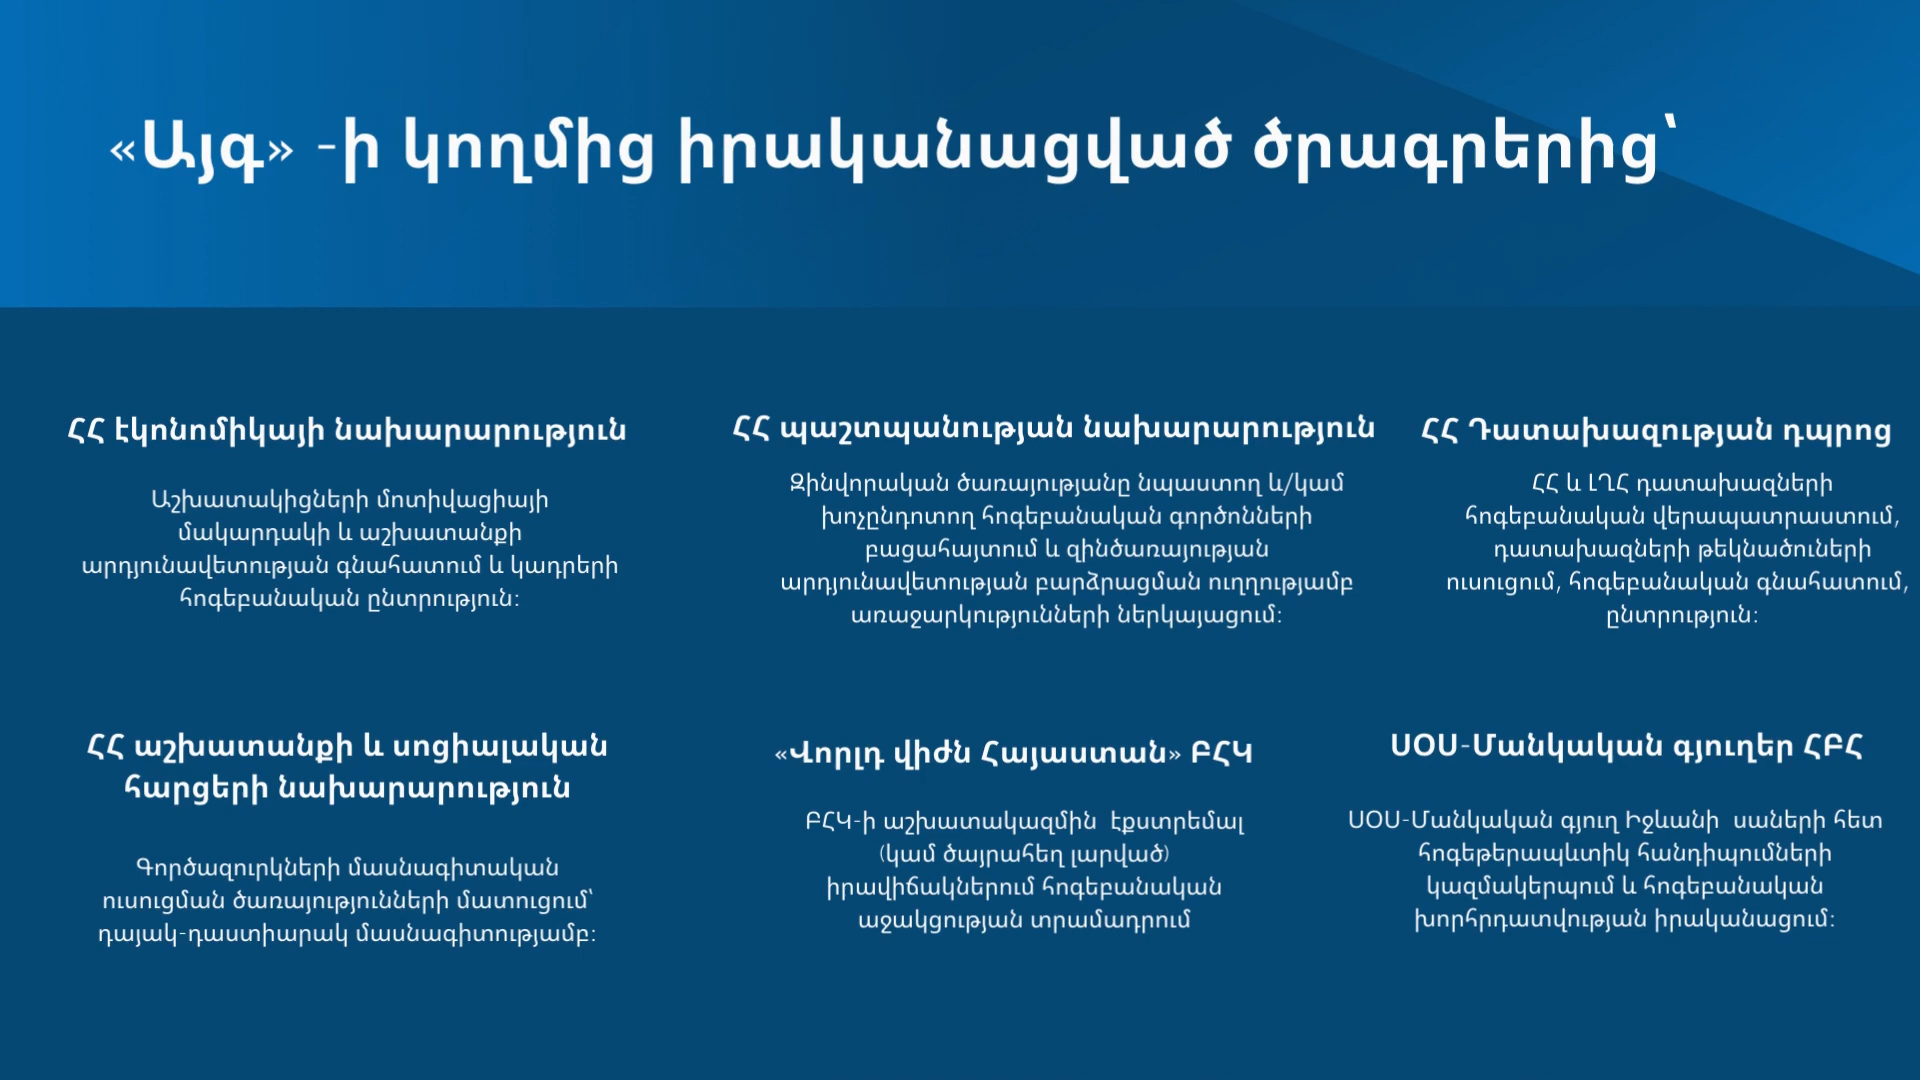 «Այգ» -ի կողմից իրականացված ծրագրերից՝
ՀՀ էկոնոմիկայի նախարարություն
Աշխատակիցների մոտիվացիայի
մակարդակի և աշխատանքի
արդյունավետության գնահատում և կադրերի
հոգեբանական ընտրություն։
ՀՀ պաշտպանության նախարարություն
Զինվորական ծառայությանը նպաստող և/կամ
խոչընդոտող հոգեբանական գործոնների
բացահայտում և զինծառայության
արդյունավետության բարձրացման ուղղությամբ
առաջարկությունների ներկայացում։
ՀՀ Դատախազության դպրոց
ՀՀ և ԼՂՀ դատախազների
հոգեբանական վերապատրաստում,
դատախազների թեկնածուների
ուսուցում, հոգեբանական գնահատում,
ընտրություն։
ՀՀ աշխատանքի և սոցիալական
հարցերի նախարարություն
Գործազուրկների մասնագիտական
ուսուցման ծառայությունների մատուցում՝
դայակ-դաստիարակ մասնագիտությամբ։
«Վորլդ վիժն Հայաստան» ԲՀԿ
ԲՀԿ-ի աշխատակազմին  էքստրեմալ
(կամ ծայրահեղ լարված)
իրավիճակներում հոգեբանական
աջակցության տրամադրում
ՍՕՍ-Մանկական գյուղեր ՀԲՀ
ՍՕՍ-Մանկական գյուղ Իջևանի  սաների հետ
հոգեթերապևտիկ հանդիպումների
կազմակերպում և հոգեբանական
խորհրդատվության իրականացում։